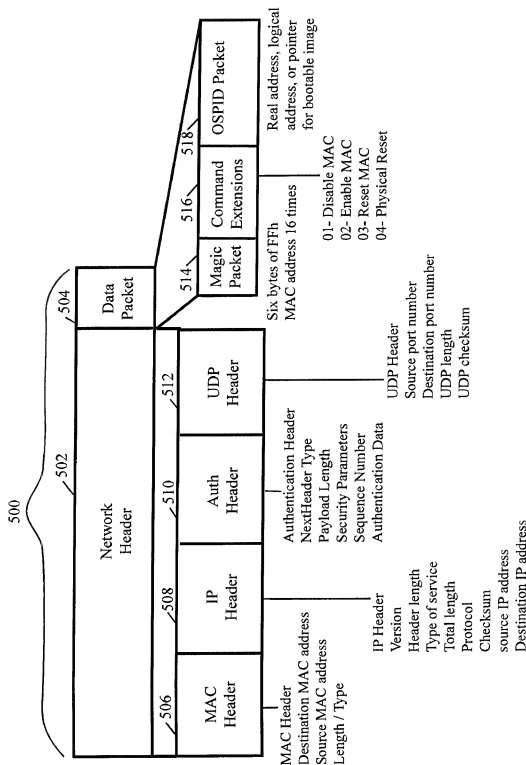 500
502
504
Network
Header
Data
Packet
506
508
510
512
MAC
Header
IP
Header
Auth
Header
UDP
Header
514
516
518
Magic
Packet
Command
Extensions
OSPID Packet
MAC Header
Destination MAC address
Source MAC address
Length / Type
IP Header
Version
Header length
Type of service
Total length
Protocol
Checksum
source IP address
Destination IP address
Authentication Header
NextHeader Type
Payload Length
Security Parameters
Sequence Number
Authentication Data
UDP Header
Source port number
Destination port number
UDP length
UDP checksum
Six bytes of FFh
MAC address 16 times
01- Disable MAC
02- Enable MAC
03- Reset MAC
04- Physical Reset
Real address, logical
address, or pointer
for bootable image